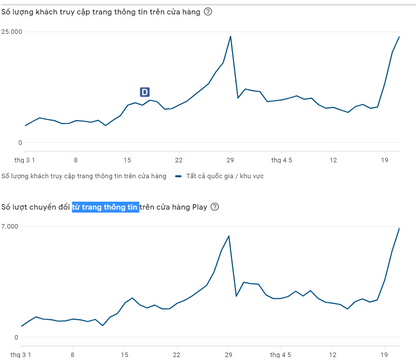 Số lượng khách truy cập trang thông tin trên cửa hàng ?
25.000
D
0
thg 3 1 8 15 22 29 thg 4 5 12 19
Số lượng khách truy cập trang thông tin trên cửa hàng Tất cả quốc gia / khu vực
Số lượt chuyển đổi từ trang thông tin trên cửa hàng Play ?
7.000
0
thg 3 1 8 15 22 29 thg 4 5 12 19